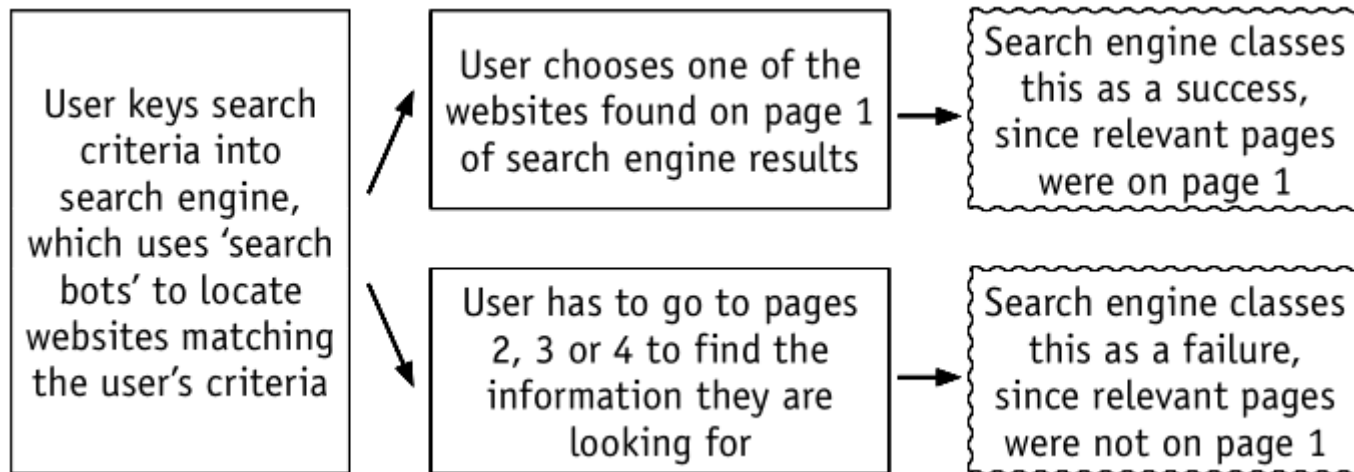 User keys search
criteria into
search engine,
which uses ‘search
bots’ to locate
websites matching
the user’s criteria
User chooses one of the
websites found on page 1
of search engine results
Search engine classes
this as a success,
since relevant pages
were on page 1
User has to go to pages
2, 3 or 4 to find the
information they are
looking for
Search engine classes
this as a failure,
since relevant pages
were not on page 1